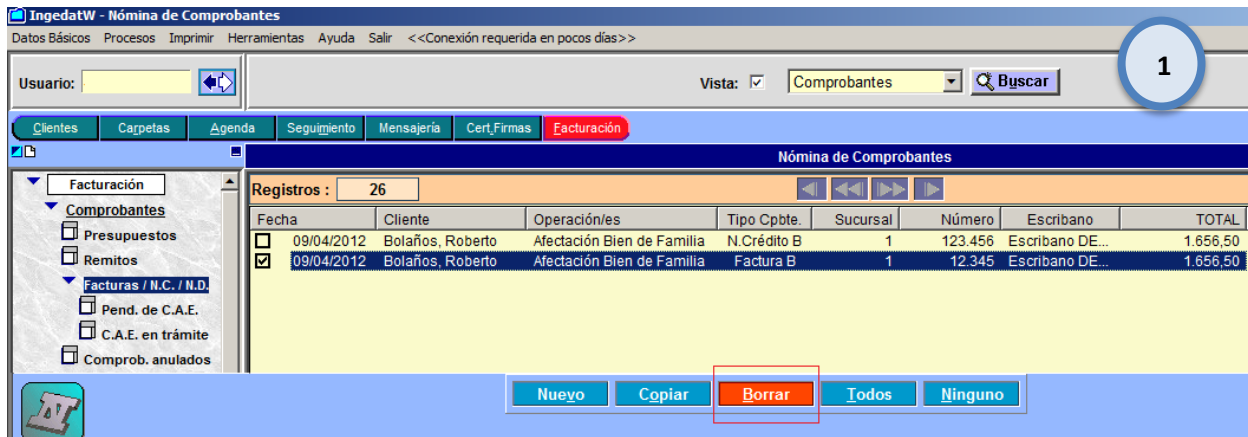 IngedatW - Nómina de Comprobantes
Datos Básicos Procesos Imprimir Herramientas Ayuda Salir <<Conexión requerida en pocos días>>
1
Usuario: Vista: Comprobantes Buscar
Clientes Carpetas Agenda Seguimiento Mensajería Cert.Firmas Facturación
Nómina de Comprobantes
Facturación
Comprobantes
Presupuestos
Remitos
Facturas / N.C. / N.D.
Pend. de C.A.E.
C.A.E. en trámite
Comprob. anulados
Registros : 26
Fecha Cliente Operación/es Tipo Cpbte. Sucursal Número Escribano TOTAL
09/04/2012 Bolaños, Roberto Afectación Bien de Familia N.Crédito B 1 123.456 Escribano DE... 1.656,50
09/04/2012 Bolaños, Roberto Afectación Bien de Familia Factura B 1 12.345 Escribano DE... 1.656,50
Nuevo Copiar Borrar Todos Ninguno